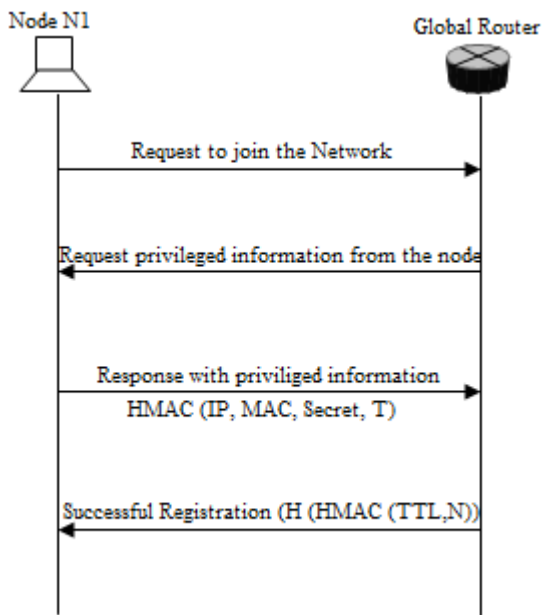 Node N1
Global Router
Request to join the Network
Request privileged information from the node
Response with priviliged information
HMAC (IP, MAC, Secret, T)
Successful Registration (H (HMAC (TTL,N))